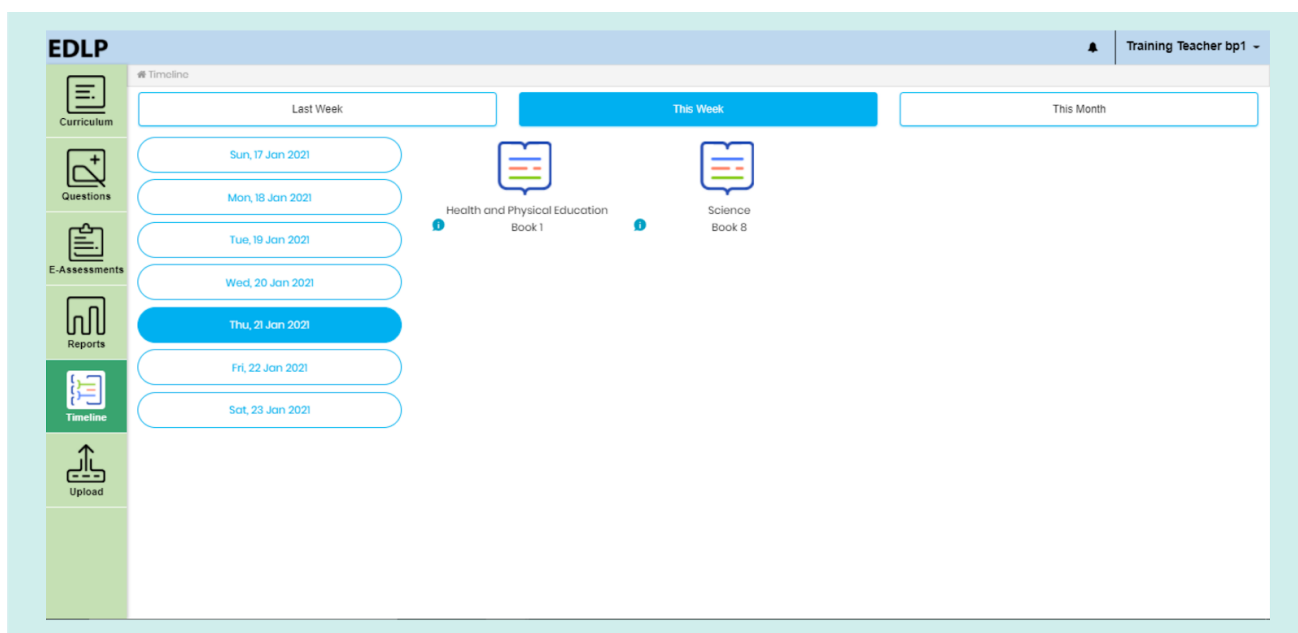 EDLP
Training Teacher bp1
Timeline
Last Week
This Week
This Month
Curriculum
Questions
E-Assessments
Reports
Timeline
Upload
Sun, 17 Jan 2021
Mon, 18 Jan 2021
Tue, 19 Jan 2021
Wed, 20 Jan 2021
Thu, 21 Jan 2021
Fri, 22 Jan 2021
Sat, 23 Jan 2021
Health and Physical Education
Book 1
Science
Book 8